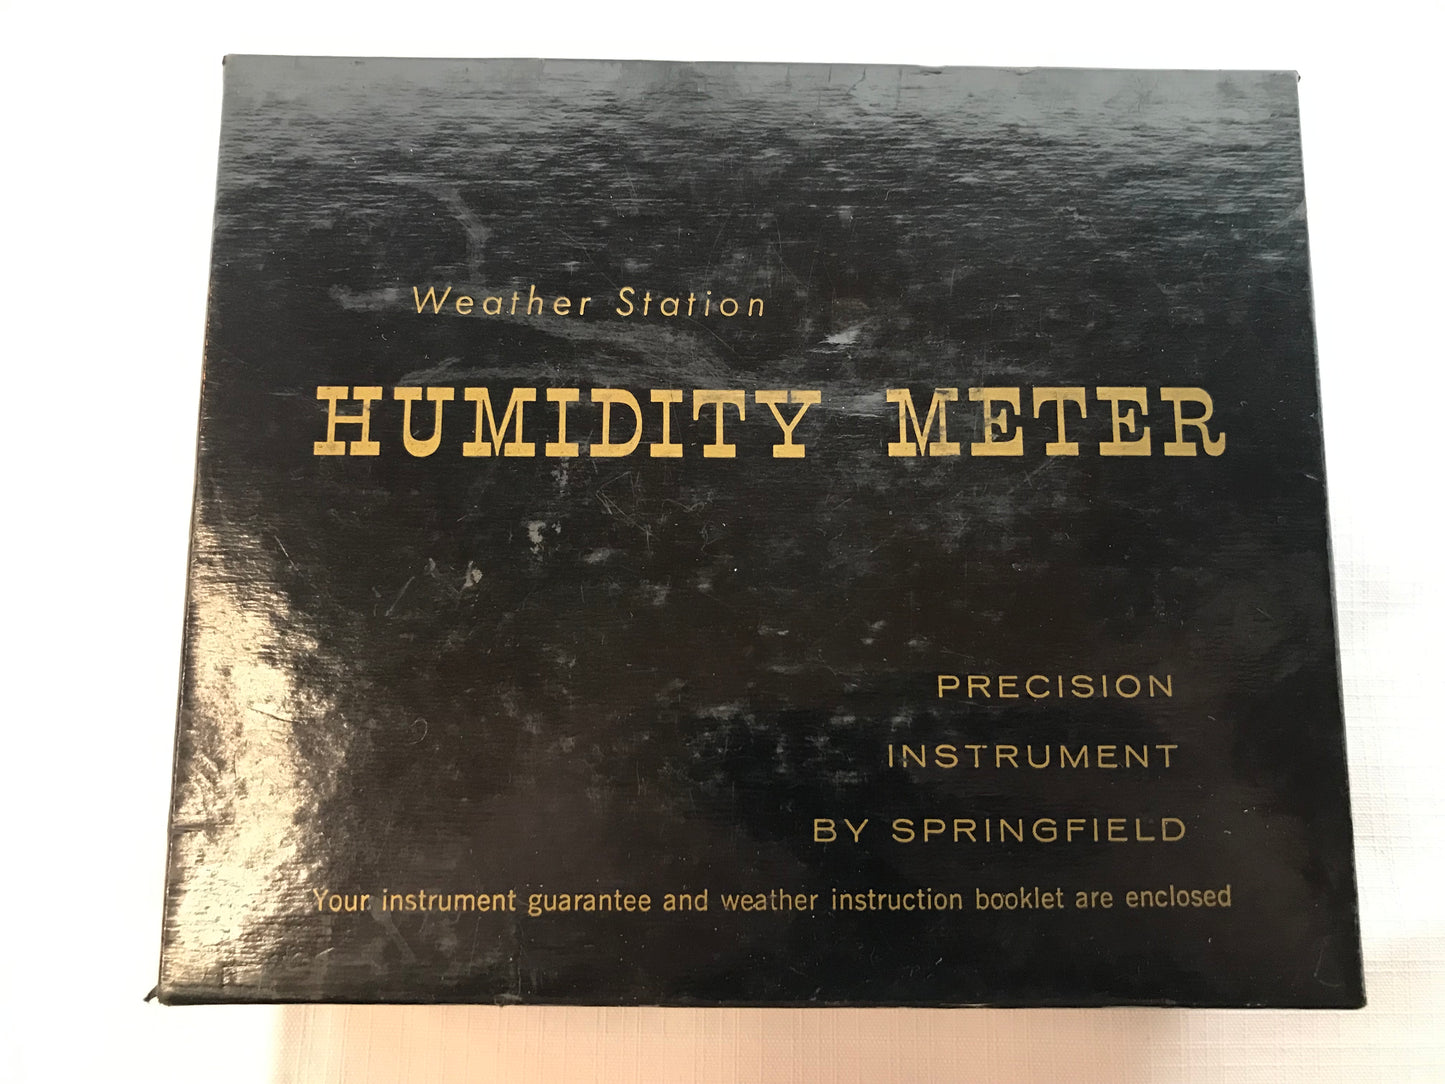 Weather Station
HUMIDITY METER
PRECISION
INSTRUMENT
BY SPRINGFIELD
Your instrument guarantee and weather instruction booklet are enclosed